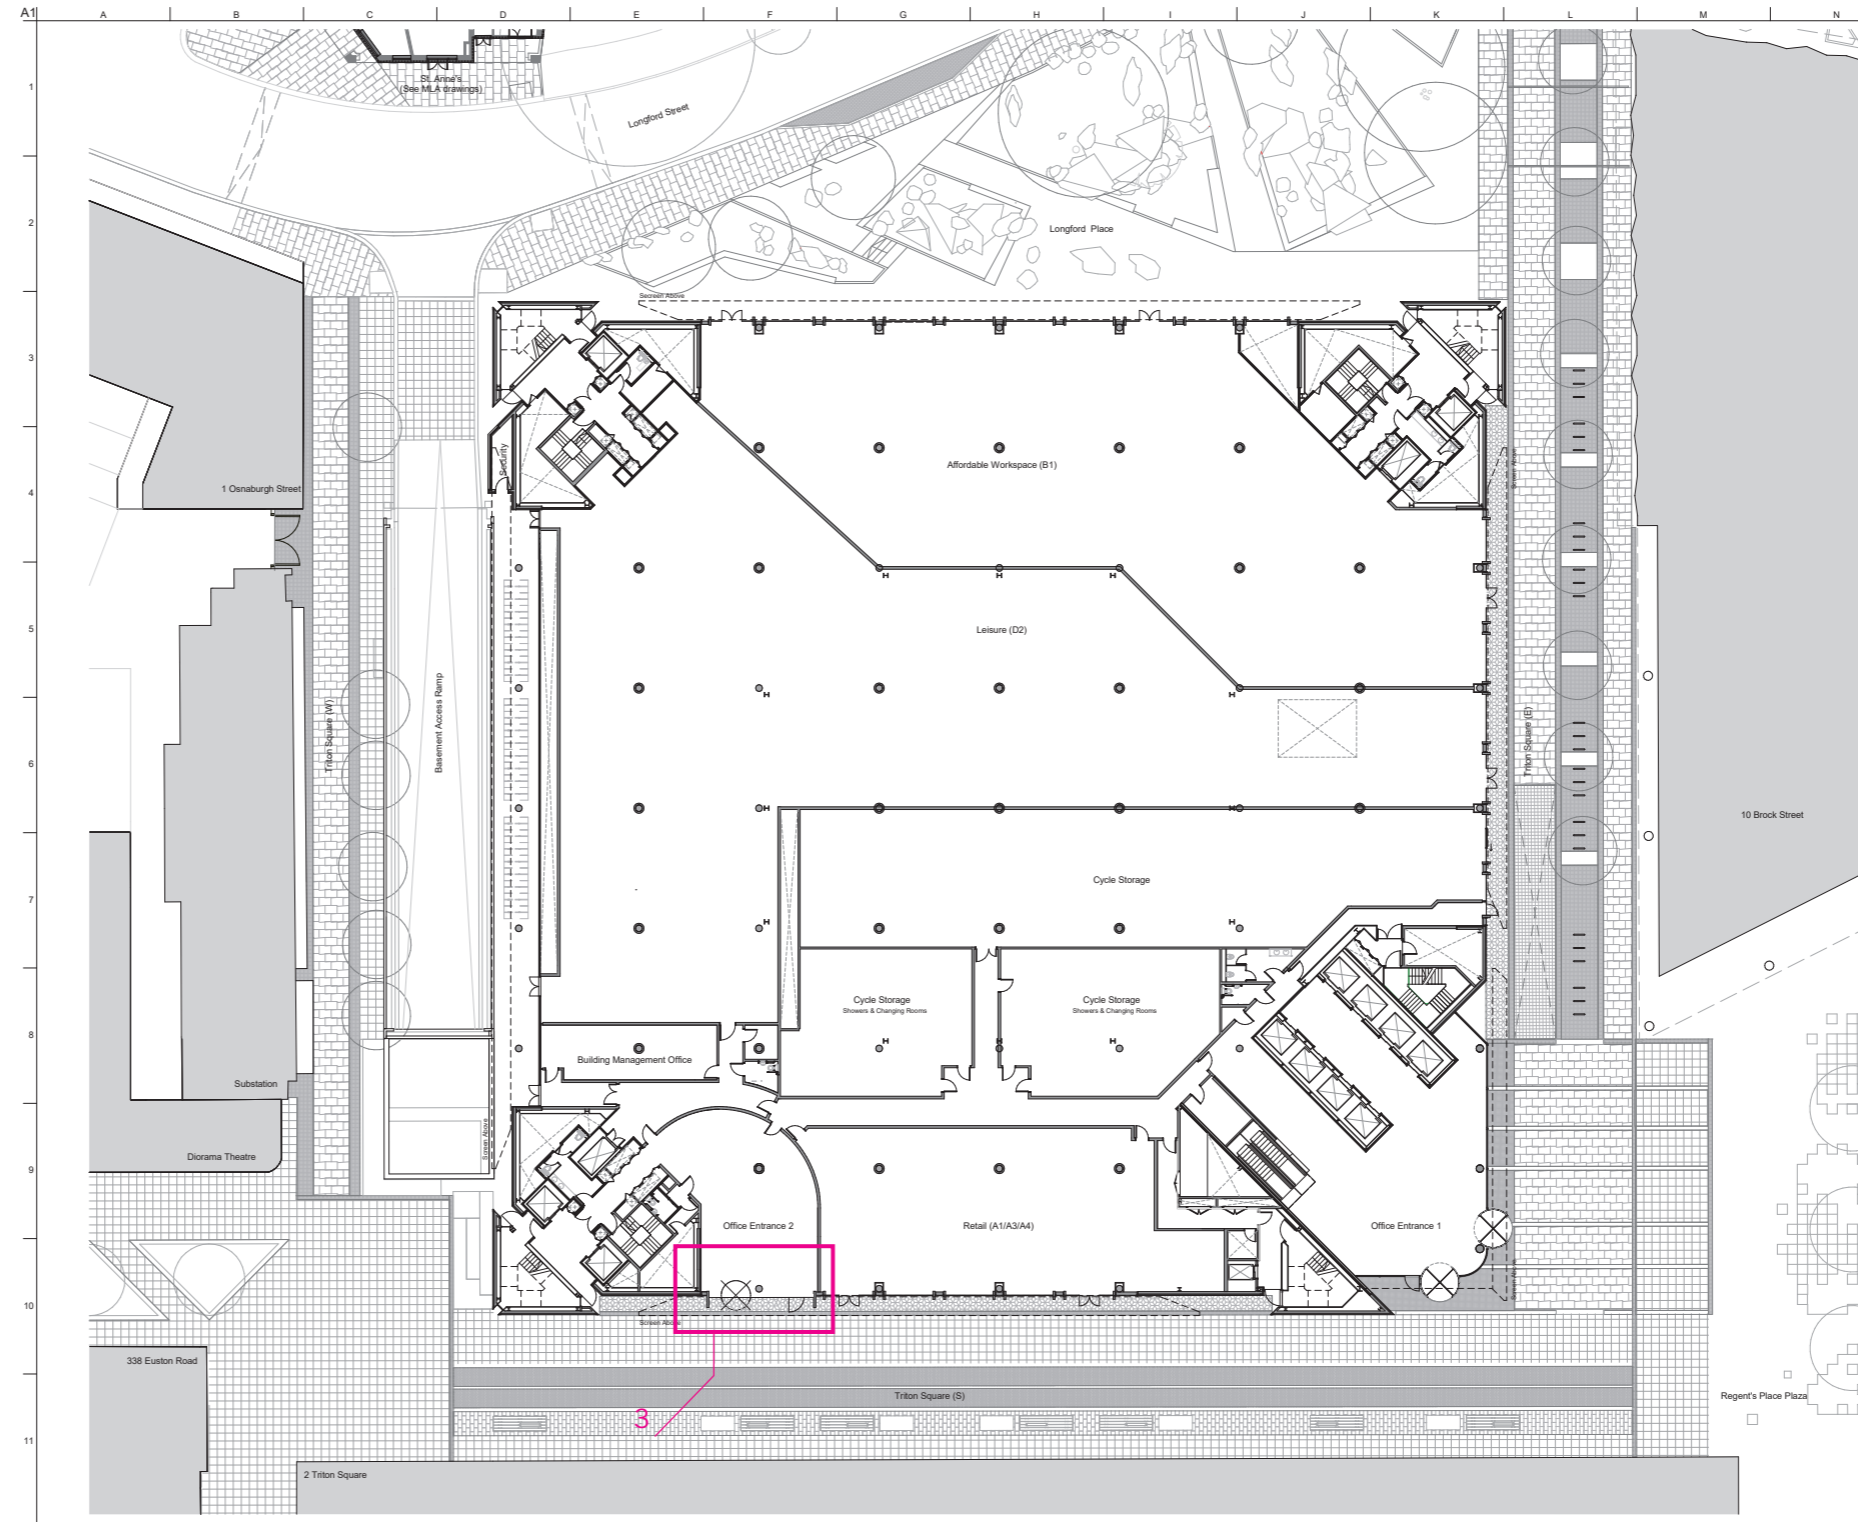 A1
A B C D E F G H I J K L M N
1
St. Anne's
(See MLA drawings)
Longford Street
2
Longford Place
Secreen Above
3
Security
Affordable Workspace (B1)
Screen Above
4
1 Osnaburgh Street
H H H
5
Leisure (D2)
H H
Triton Square (W)
Basement Access Ramp
Triton Square (E)
6
H H
10 Brock Street
7
Cycle Storage
H H
Cycle Storage
Showers & Changing Rooms
Cycle Storage
Showers & Changing Rooms
8
H H H
Building Management Office
Substation
H
Screen Above
Diorama Theatre
9
Office Entrance 2
Retail (A1/A3/A4)
Office Entrance 1
Screen Above
10
Screen Above
338 Euston Road
Triton Square (S)
Regent's Place Plaza
3
11
2 Triton Square